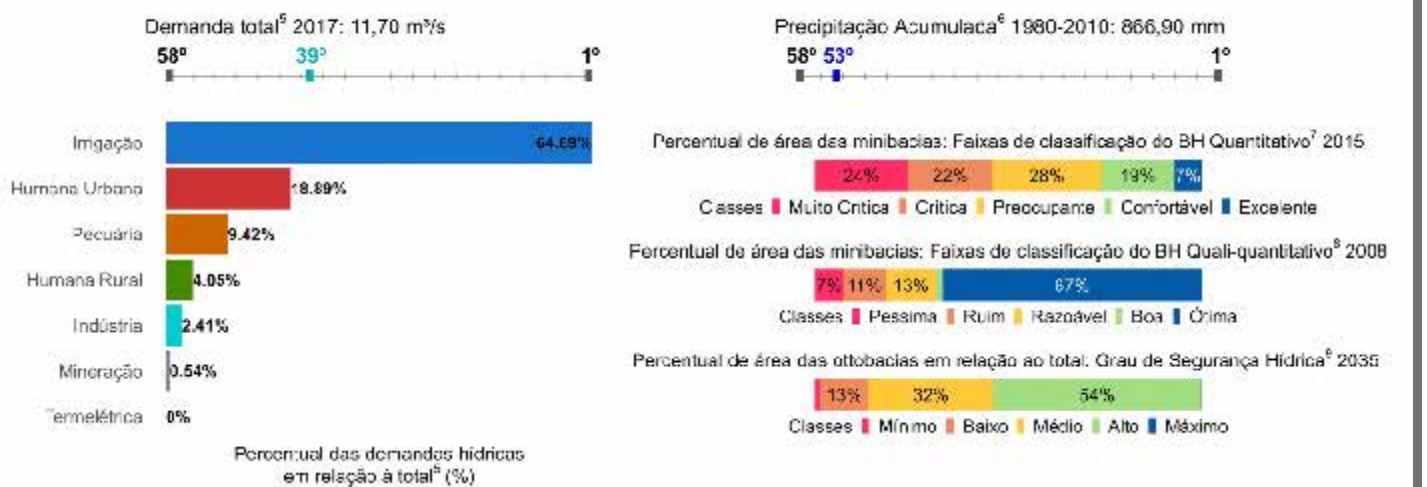 Demanda total⁵ 2017: 11,70 m³/s
58º 39º 1º
Irrigação 64.69%
Humana Urbana 18.89%
Pecuária 9.42%
Humana Rural 4.05%
Indústria 2.41%
Mineração 0.54%
Termelétrica 0%
Percentual das demandas hídricas
em relação à total⁵ (%)
Precipitação Acumulada⁶ 1980-2010: 866,90 mm
58º 53º 1º
Percentual de área das minibacias: Faixas de classificação do BH Quantitativo⁷ 2015
24% 22% 28% 19% 7%
Classes Muito Crítica Crítica Preocupante Confortável Excelente
Percentual de área das minibacias: Faixas de classificação do BH Quali-quantitativo⁸ 2008
7% 11% 13% 67%
Classes Péssima Ruim Razoável Boa Ótima
Percentual de área das ottobacias em relação ao total: Grau de Segurança Hídrica⁹ 2035
13% 32% 54%
Classes Mínimo Baixo Médio Alto Máximo